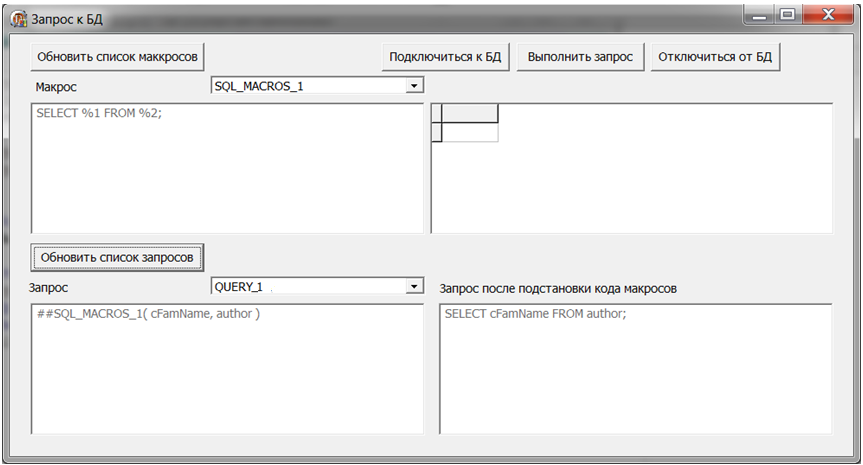 Запрос к БД
Обновить список маккросов
Подключиться к БД
Выполнить запрос
Отключиться от БД
Макрос
SQL_MACROS_1
SELECT %1 FROM %2;
Обновить список запросов
Запрос
QUERY_1
Запрос после подстановки кода макросов
##SQL_MACROS_1( cFamName, author )
SELECT cFamName FROM author;